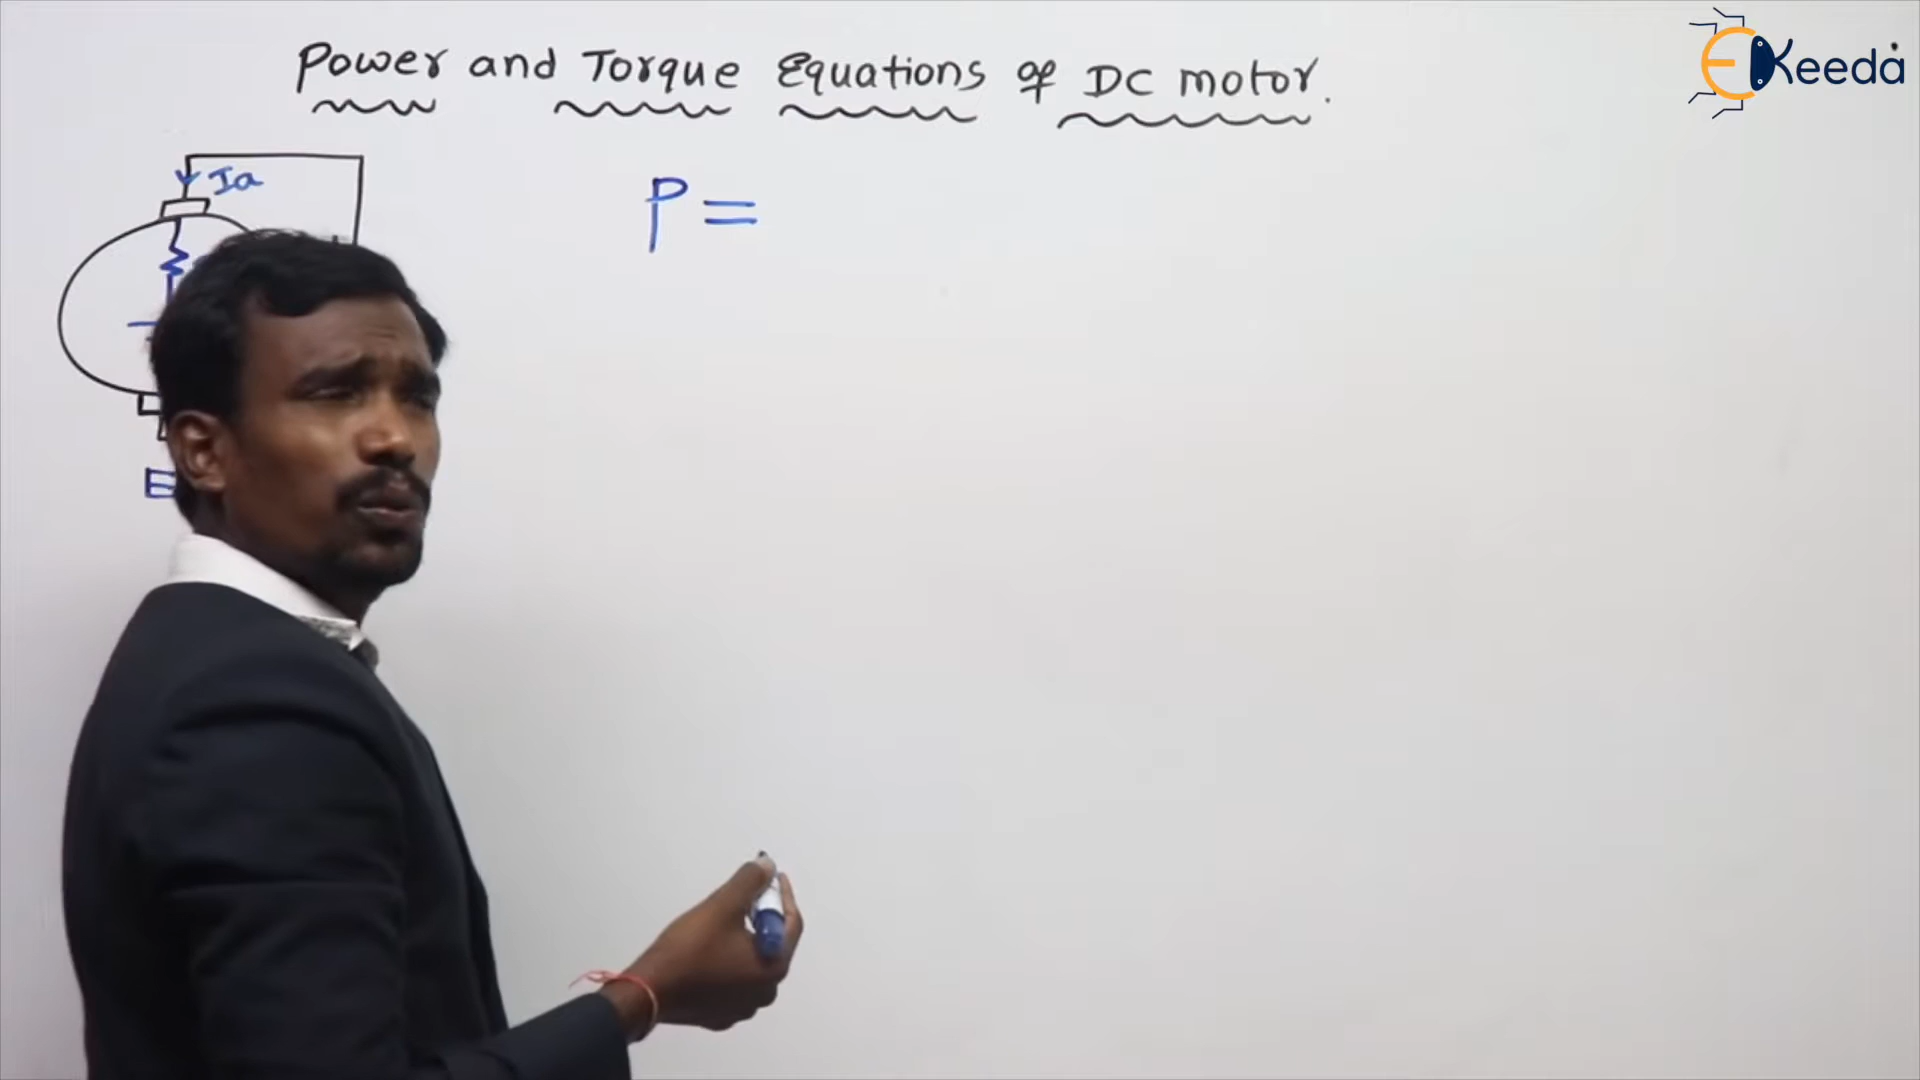 Power and Torque Equations of DC motor.
EKeeda
Ia
P =
E